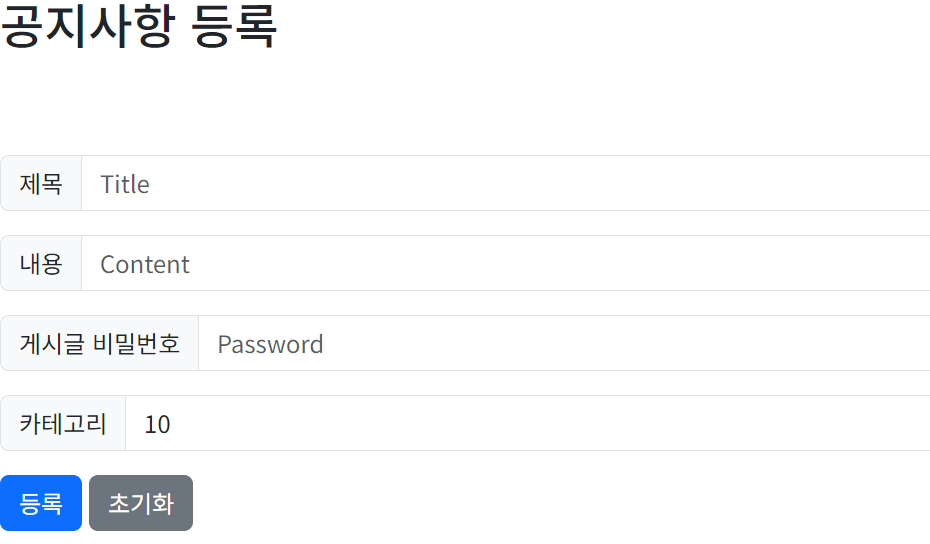 공지사항 등록
제목 Title
내용 Content
게시글 비밀번호 Password
카테고리 10
등록 초기화